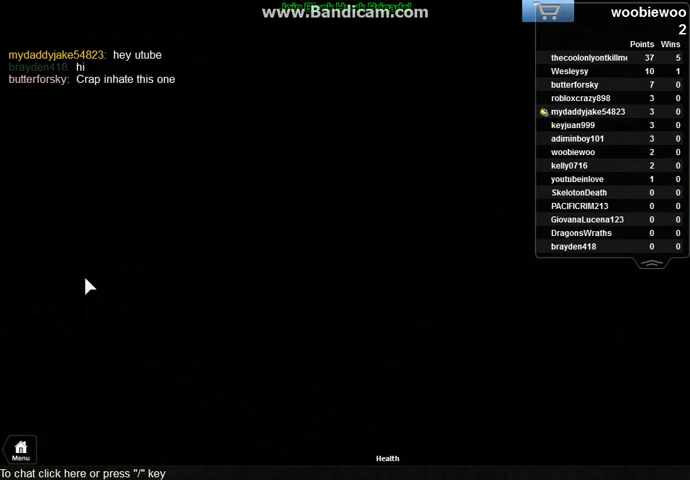 www.Bandicam.com
woobiewoo
2
Points Wins
mydaddyjake54823: hey utube
brayden418: hi
butterforsky: Crap inhate this one
thecoolonlyontkillme 37 5
Wesleysy 10 1
butterforsky 7 0
robloxcrazy898 3 0
mydaddyjake54823 3 0
keyjuan999 3 0
adiminboy101 3 0
woobiewoo 2 0
kelly0716 2 0
youtubeinlove 1 0
SkelotonDeath 0 0
PACIFICRIM213 0 0
GiovanaLucena123 0 0
DragonsWraths 0 0
brayden418 0 0
Menu
Health
To chat click here or press "/" key